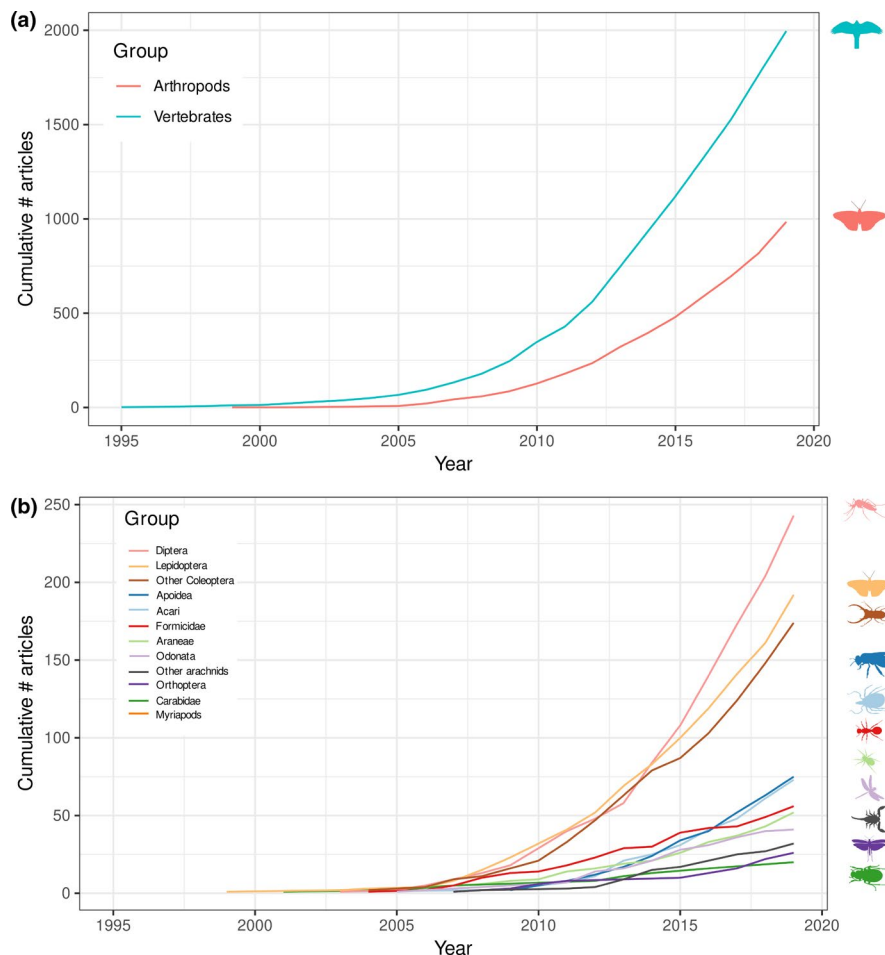 (a)
Cumulative # articles
2000
1500
1000
500
0
Group
Arthropods
Vertebrates
1995 2000 2005 2010 2015 2020
Year
(b)
Cumulative # articles
250
200
150
100
50
0
Group
Diptera
Lepidoptera
Other Coleoptera
Apoidea
Acari
Formicidae
Araneae
Odonata
Other arachnids
Orthoptera
Carabidae
Myriapods
1995 2000 2005 2010 2015 2020
Year